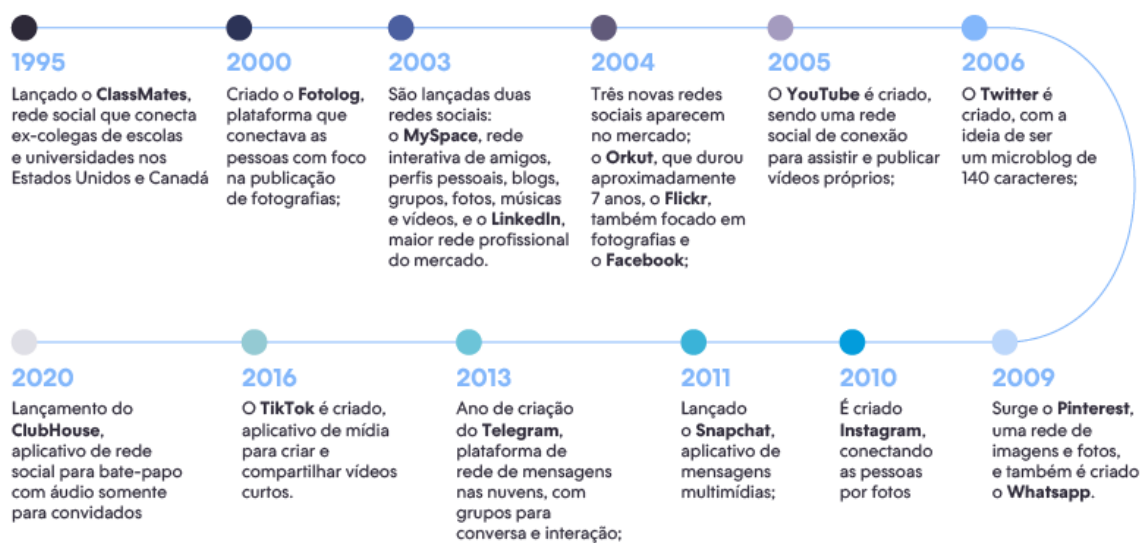 1995
Lançado o ClassMates,
rede social que conecta
ex-colegas de escolas
e universidades nos
Estados Unidos e Canadá
2000
Criado o Fotolog,
plataforma que
conectava as
pessoas com foco
na publicação
de fotografias;
2003
São lançadas duas
redes sociais:
o MySpace, rede
interativa de amigos,
perfis pessoais, blogs,
grupos, fotos, músicas
e vídeos, e o LinkedIn,
maior rede profissional
do mercado.
2004
Três novas redes
sociais aparecem
no mercado;
o Orkut, que durou
aproximadamente
7 anos, o Flickr,
também focado em
fotografias e
o Facebook;
2005
O YouTube é criado,
sendo uma rede
social de conexão
para assistir e publicar
vídeos próprios;
2006
O Twitter é
criado, com a
ideia de ser
um microblog de
140 caracteres;
2020
Lançamento do
ClubHouse,
aplicativo de rede
social para bate-papo
com áudio somente
para convidados
2016
O TikTok é criado,
aplicativo de mídia
para criar e
compartilhar vídeos
curtos.
2013
Ano de criação
do Telegram,
plataforma de
rede de mensagens
nas nuvens, com
grupos para
conversa e interação;
2011
Lançado
o Snapchat,
aplicativo de
mensagens
multimídias;
2010
É criado
Instagram,
conectando
as pessoas
por fotos
2009
Surge o Pinterest,
uma rede de
imagens e fotos,
e também é criado
o Whatsapp.